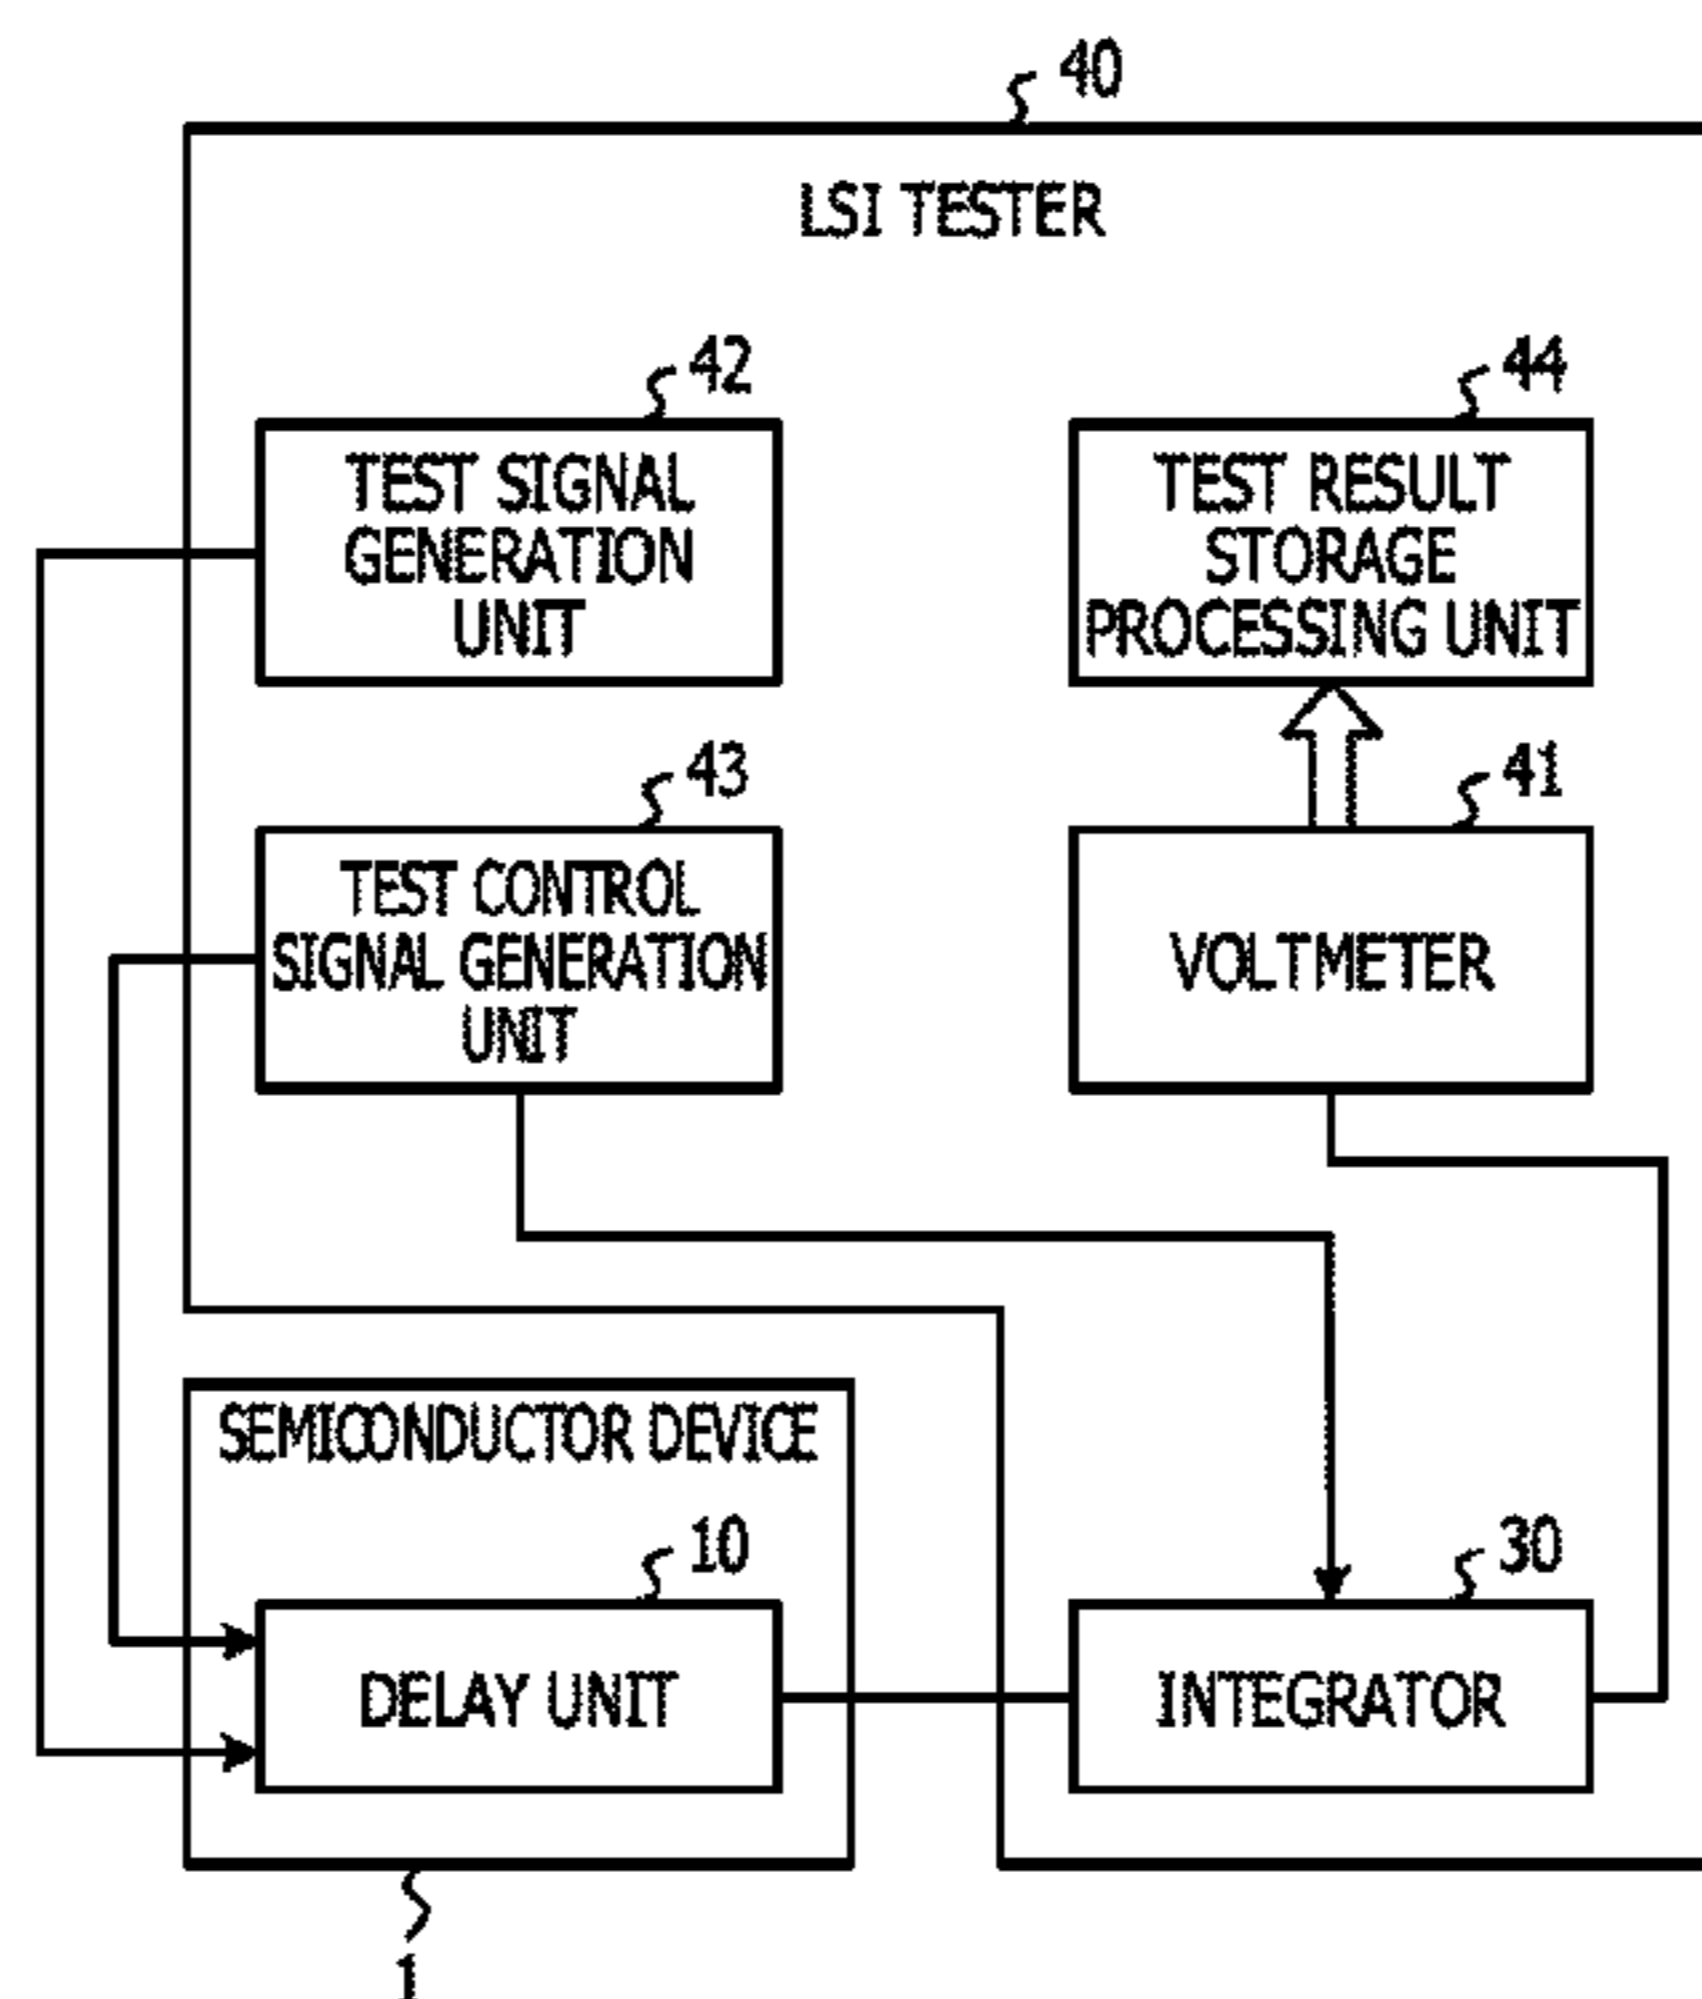 40
LSI TESTER
42
TEST SIGNAL
GENERATION
UNIT
44
TEST RESULT
STORAGE
PROCESSING UNIT
43
TEST CONTROL
SIGNAL GENERATION
UNIT
41
VOLTMETER
SEMICONDUCTOR DEVICE
10
DELAY UNIT
30
INTEGRATOR
1